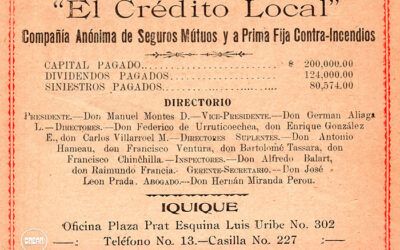 "El Crédito Local"
Compañía Anónima de Seguros Mútuos y a Prima Fija Contra-Incendios
CAPITAL PAGADO........................................ $ 200,000.00
DIVIDENDOS PAGADOS........................... 124,000.00
SINIESTROS PAGADOS............................. 80,574.00
DIRECTORIO
PRESIDENTE.—Don Manuel Montes D.—VICE-PRESIDENTE.—Don German Aliaga
L.—DIRECTORES.—Don Federico de Urruticoechea, don Enrique González
E., don Carlos Villarroel M.—DIRECTORES SUPLENTES.—Don Antonio
Hameau, don Francisco Ventura, don Bartolomé Tassara, don
Francisco Chinchilla.—INSPECTORES.—Don Alfredo Balart,
don Raimundo Francia.—GERENTE-SECRETARIO.—Don José
Leon Prada. ABOGADO.—Don Hernán Miranda Perou.
IQUIQUE
Oficina Plaza Prat Esquina Luis Uribe No. 302
: : Teléfono No. 13.—Casilla No. 227 : :